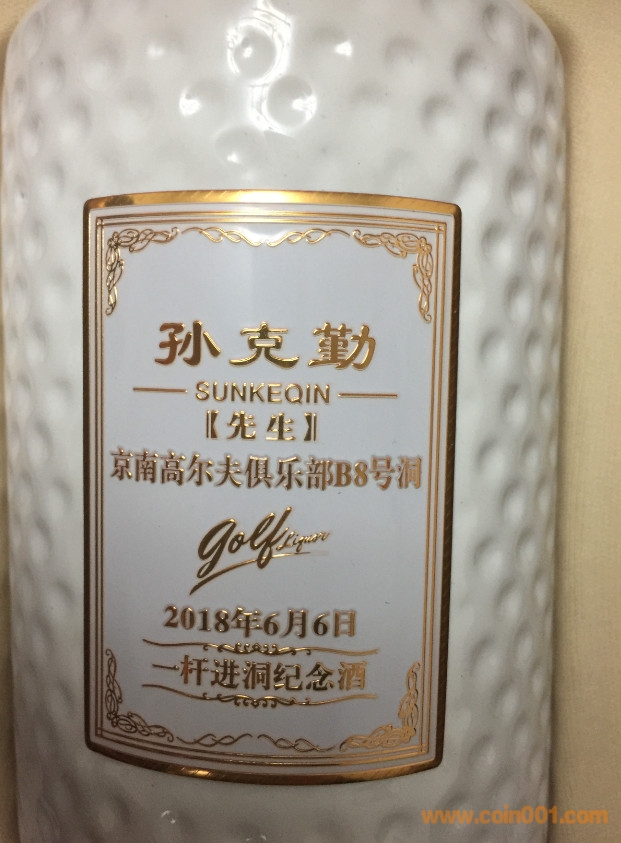 孙克勤
SUNKEQIN
【先生】
京南高尔夫俱乐部B8号洞
golf Liquor
2018年6月6日
一杆进洞纪念酒
www.coin001.com